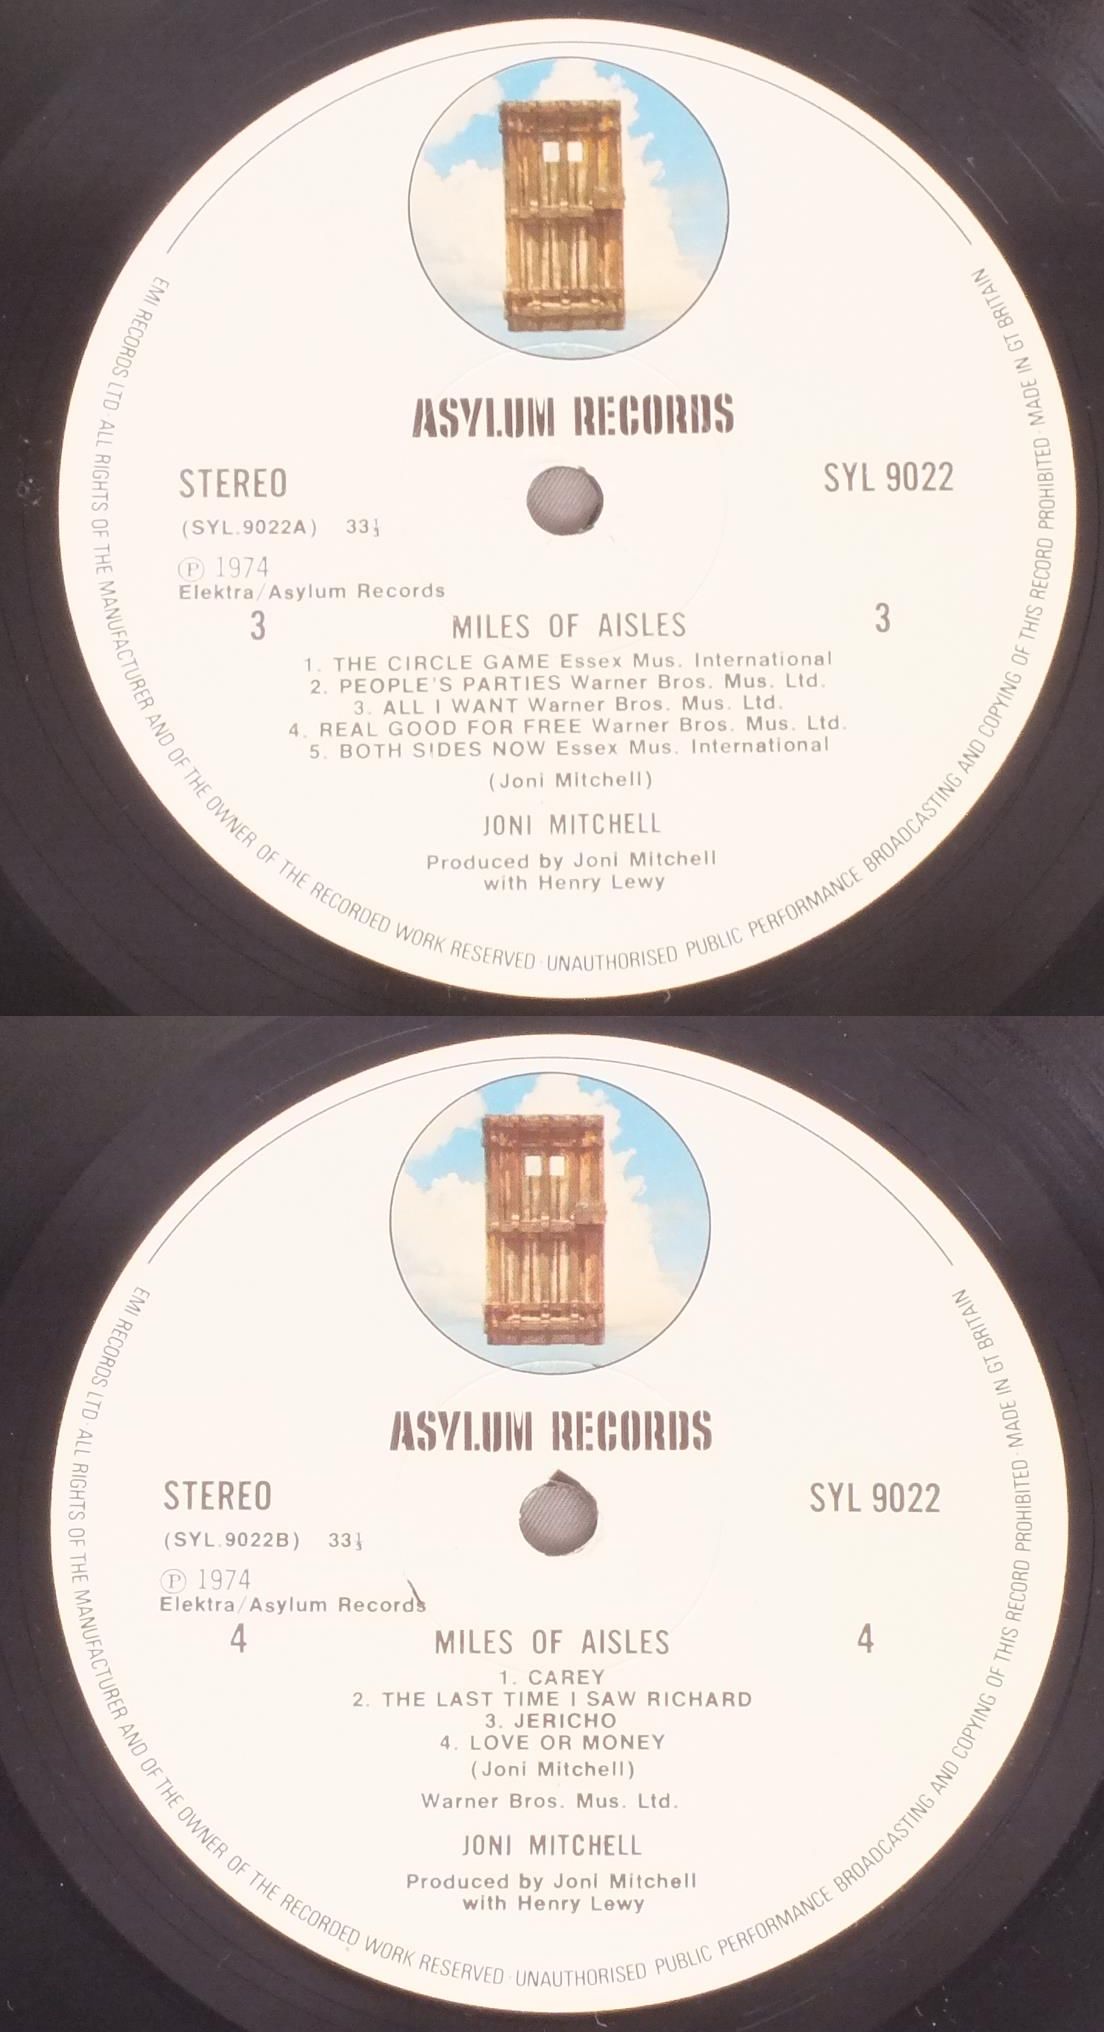 ASYLUM RECORDS
STEREO
SYL 9022
(SYL.9022A) 33⅓
℗ 1974
Elektra/Asylum Records
3
MILES OF AISLES
3
1. THE CIRCLE GAME Essex Mus. International
2. PEOPLE'S PARTIES Warner Bros. Mus. Ltd.
3. ALL I WANT Warner Bros. Mus. Ltd.
4. REAL GOOD FOR FREE Warner Bros. Mus. Ltd.
5. BOTH SIDES NOW Essex Mus. International
(Joni Mitchell)
JONI MITCHELL
Produced by Joni Mitchell
with Henry Lewy
EMI RECORDS LTD · ALL RIGHTS OF THE MANUFACTURER AND OF THE OWNER OF THE RECORDED WORK RESERVED · UNAUTHORISED PUBLIC PERFORMANCE BROADCASTING AND COPYING OF THIS RECORD PROHIBITED · MADE IN GT BRITAIN
ASYLUM RECORDS
STEREO
SYL 9022
(SYL.9022B) 33⅓
℗ 1974
Elektra/Asylum Records
4
MILES OF AISLES
4
1. CAREY
2. THE LAST TIME I SAW RICHARD
3. JERICHO
4. LOVE OR MONEY
(Joni Mitchell)
Warner Bros. Mus. Ltd.
JONI MITCHELL
Produced by Joni Mitchell
with Henry Lewy
EMI RECORDS LTD · ALL RIGHTS OF THE MANUFACTURER AND OF THE OWNER OF THE RECORDED WORK RESERVED · UNAUTHORISED PUBLIC PERFORMANCE BROADCASTING AND COPYING OF THIS RECORD PROHIBITED · MADE IN GT BRITAIN